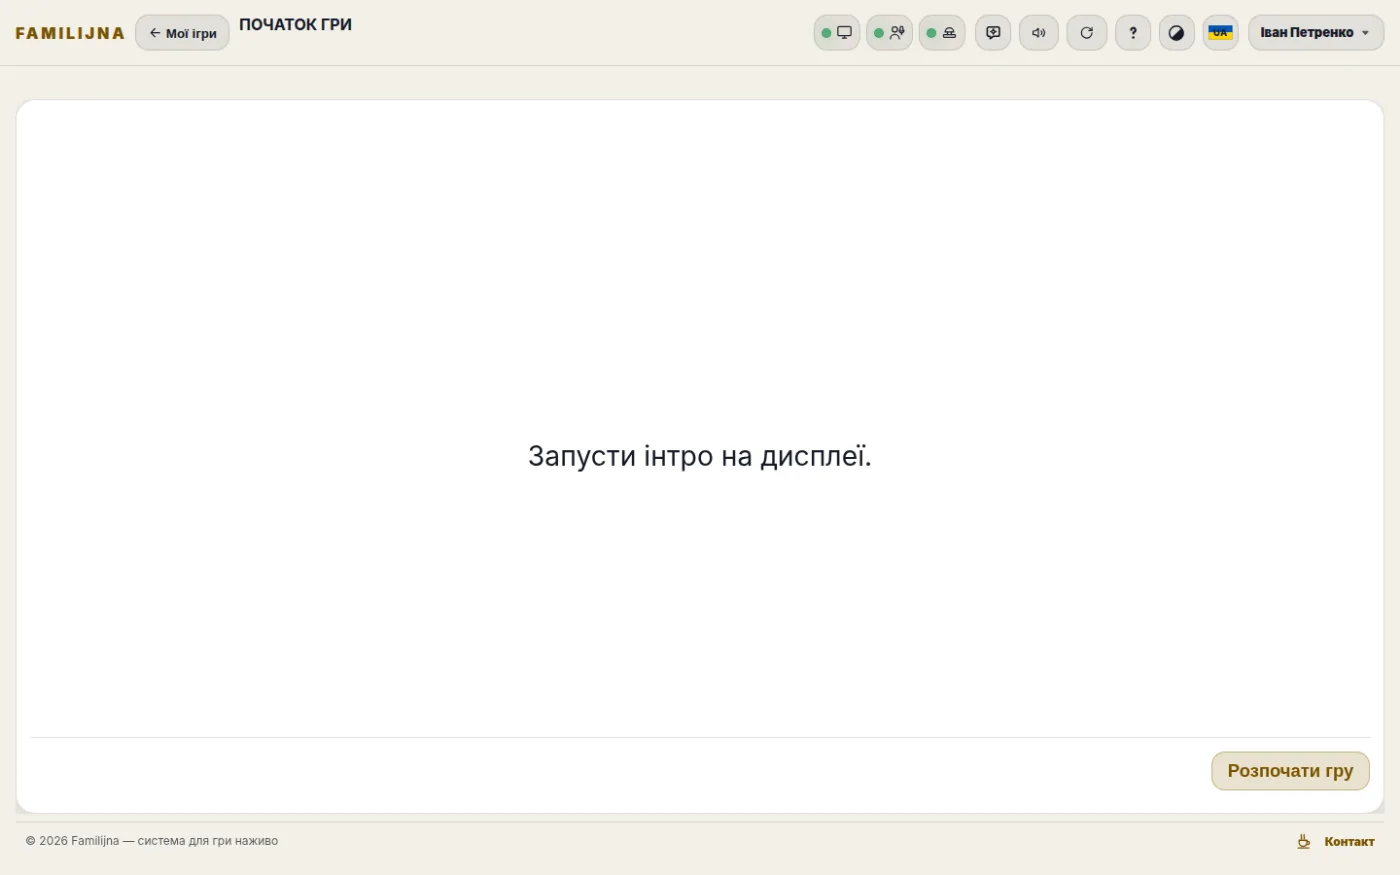 FAMILIJNA
← Мої ігри
ПОЧАТОК ГРИ
?
UA
Іван Петренко
Запусти інтро на дисплеї.
Розпочати гру
© 2026 Familijna — система для гри наживо
Контакт